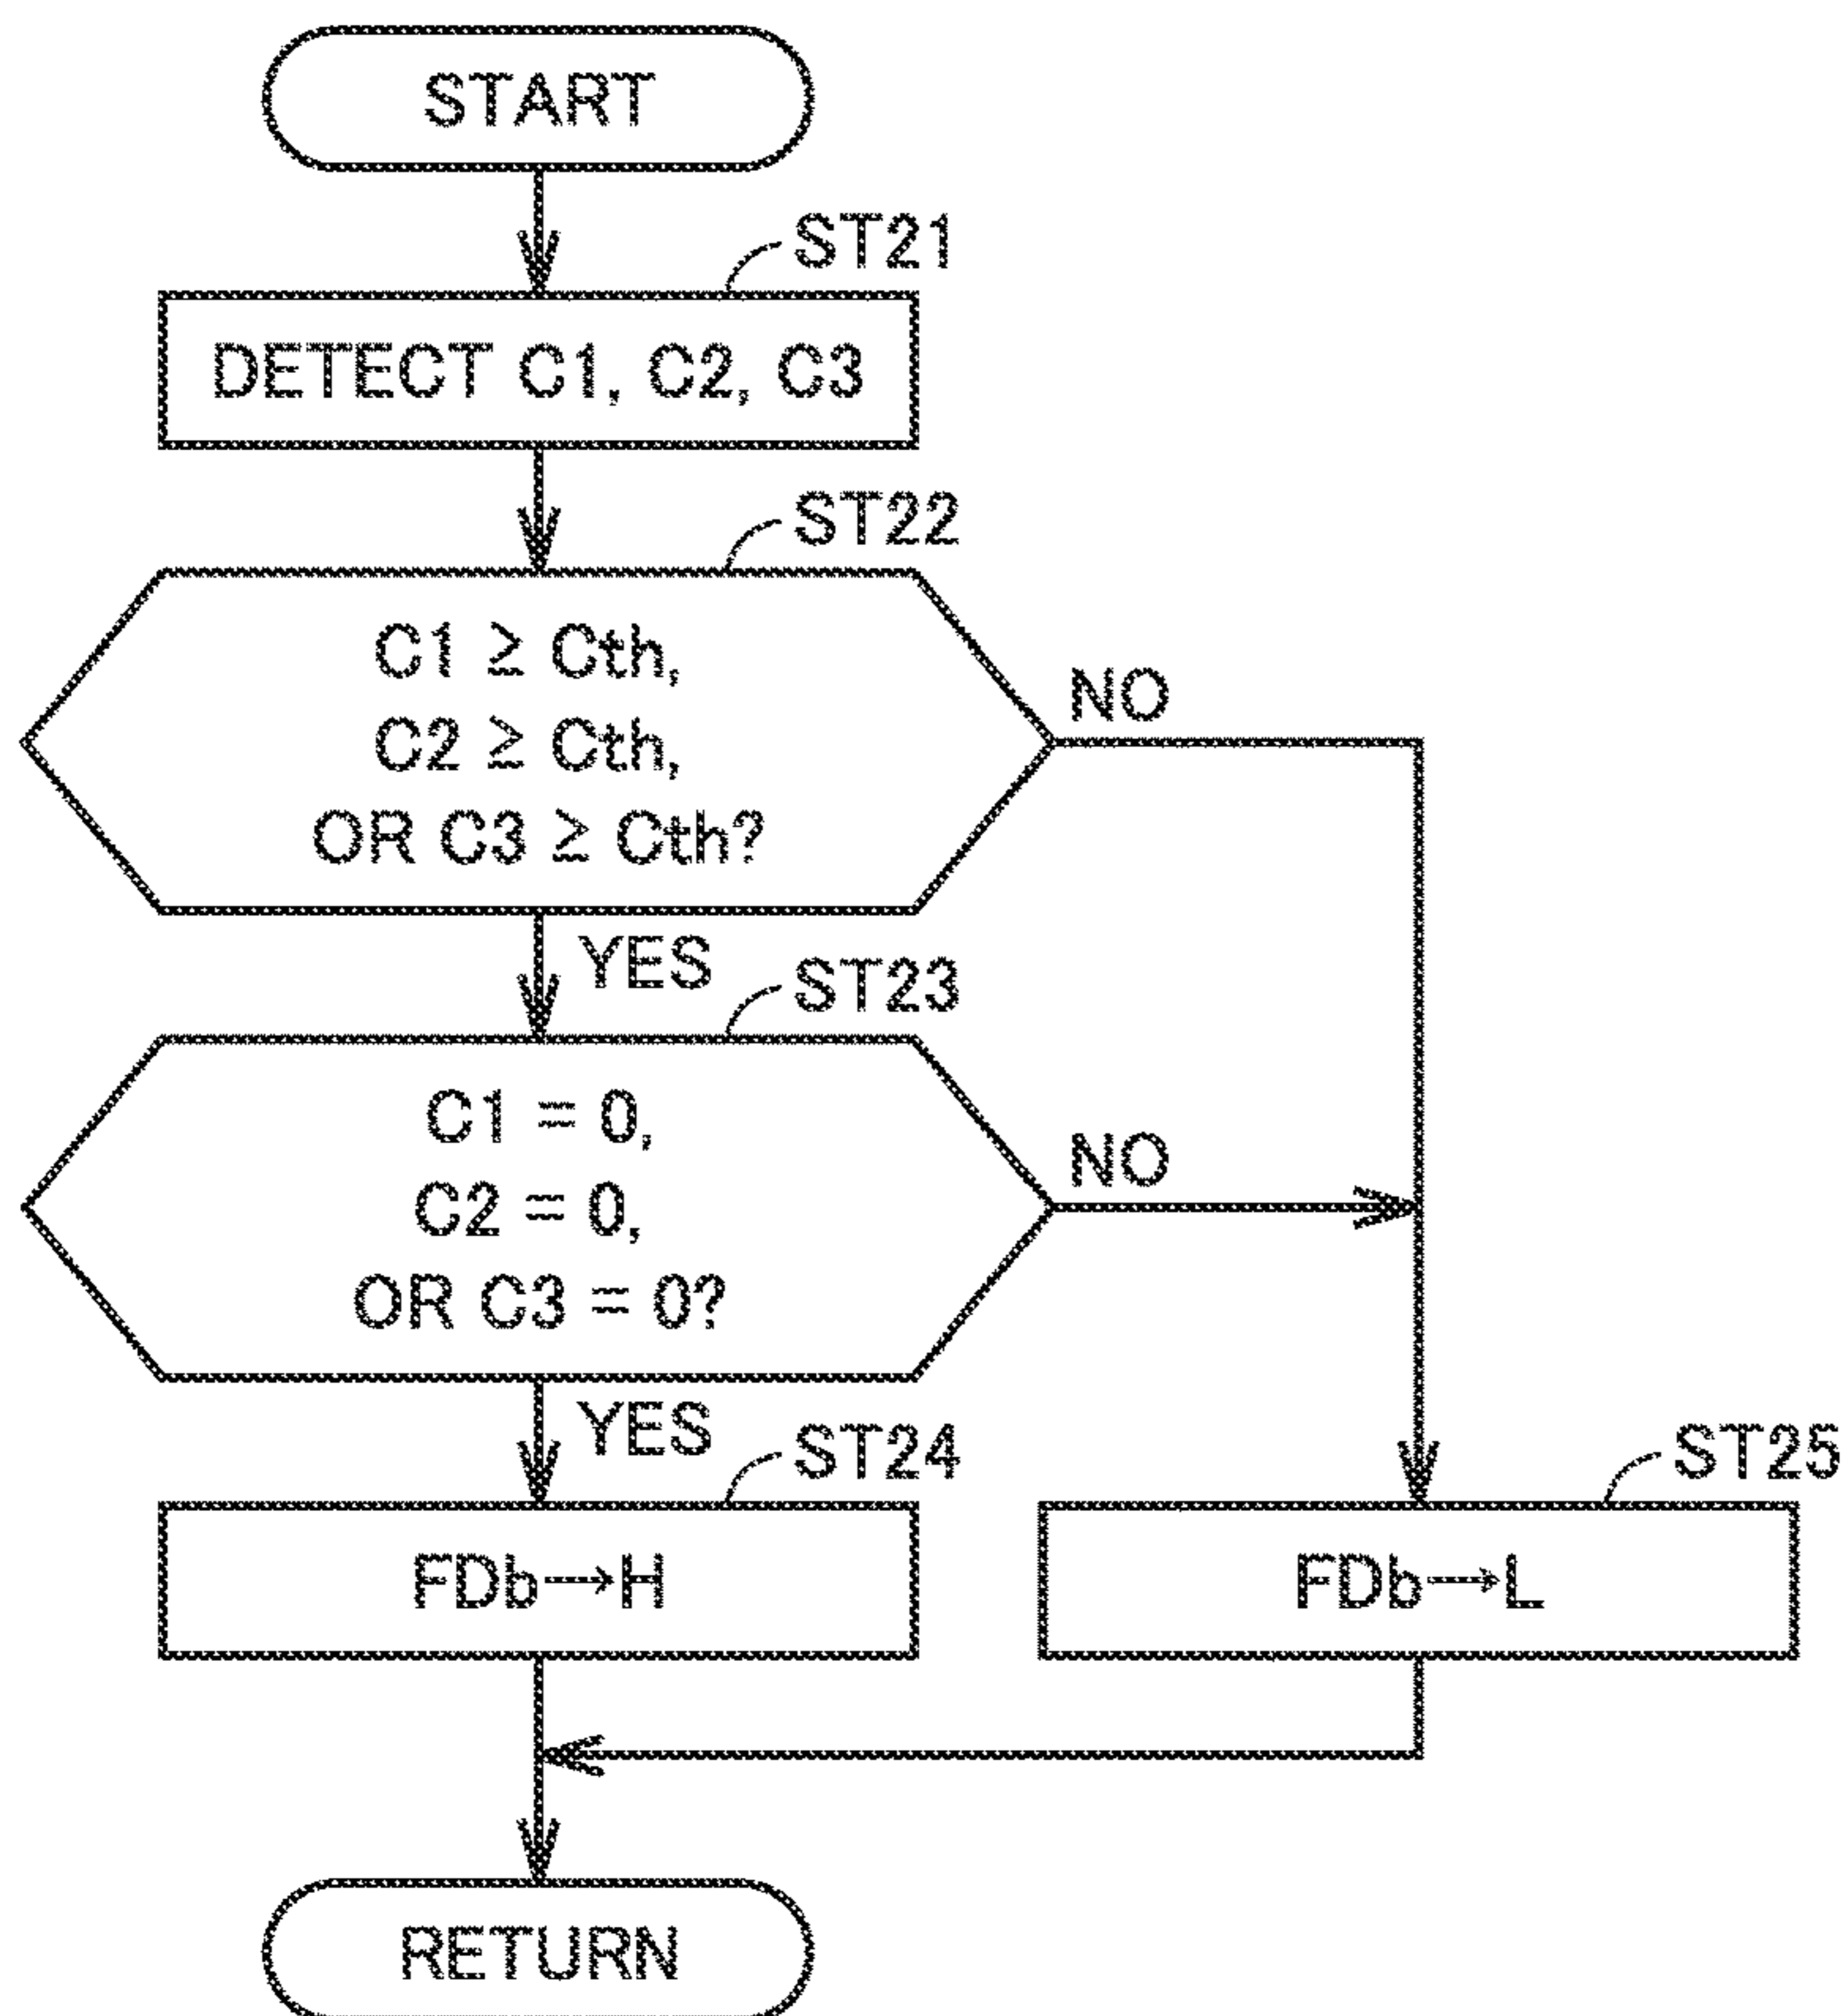 START
ST21
DETECT C1, C2, C3
ST22
C1 ≧ Cth,
C2 ≧ Cth,
OR C3 ≧ Cth?
NO
YES
ST23
C1 = 0,
C2 = 0,
OR C3 = 0?
NO
YES
ST24
FDb→H
ST25
FDb→L
RETURN